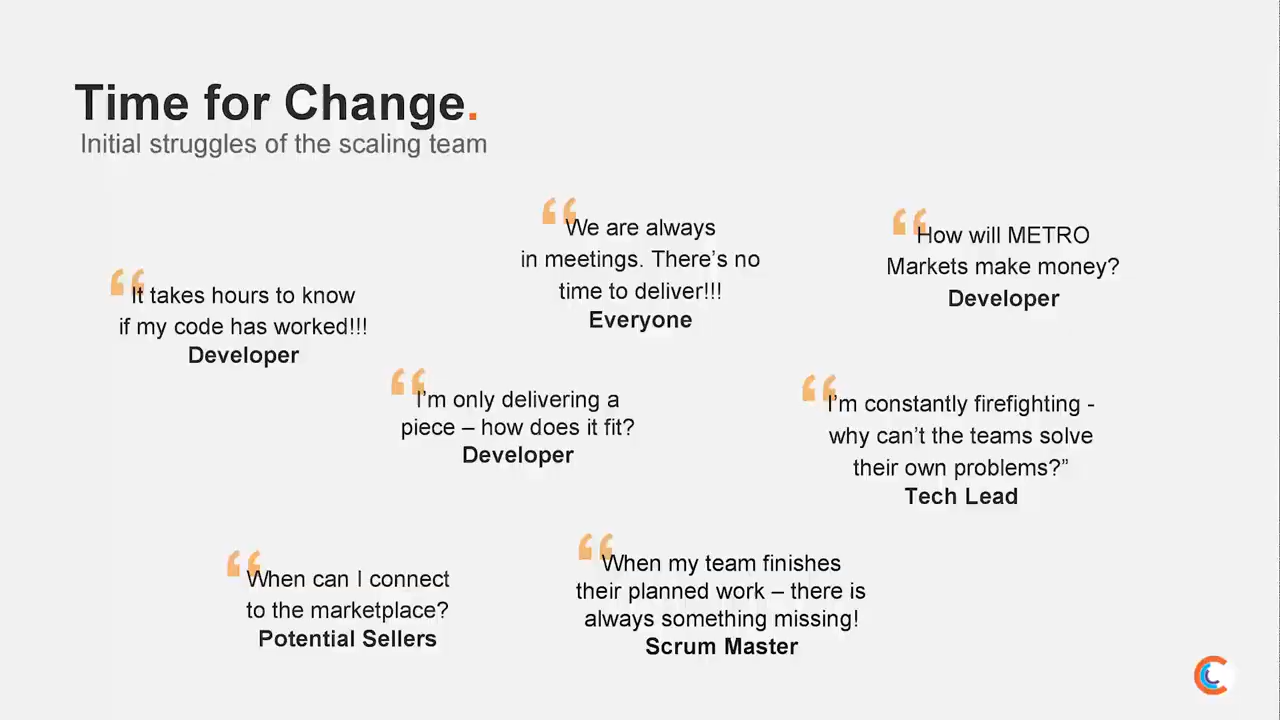 Time for Change.
Initial struggles of the scaling team
“It takes hours to know
if my code has worked!!!
Developer
“We are always
in meetings. There’s no
time to deliver!!!
Everyone
“How will METRO
Markets make money?
Developer
“I’m only delivering a
piece – how does it fit?
Developer
“I’m constantly firefighting -
why can’t the teams solve
their own problems?”
Tech Lead
“When can I connect
to the marketplace?
Potential Sellers
“When my team finishes
their planned work – there is
always something missing!
Scrum Master